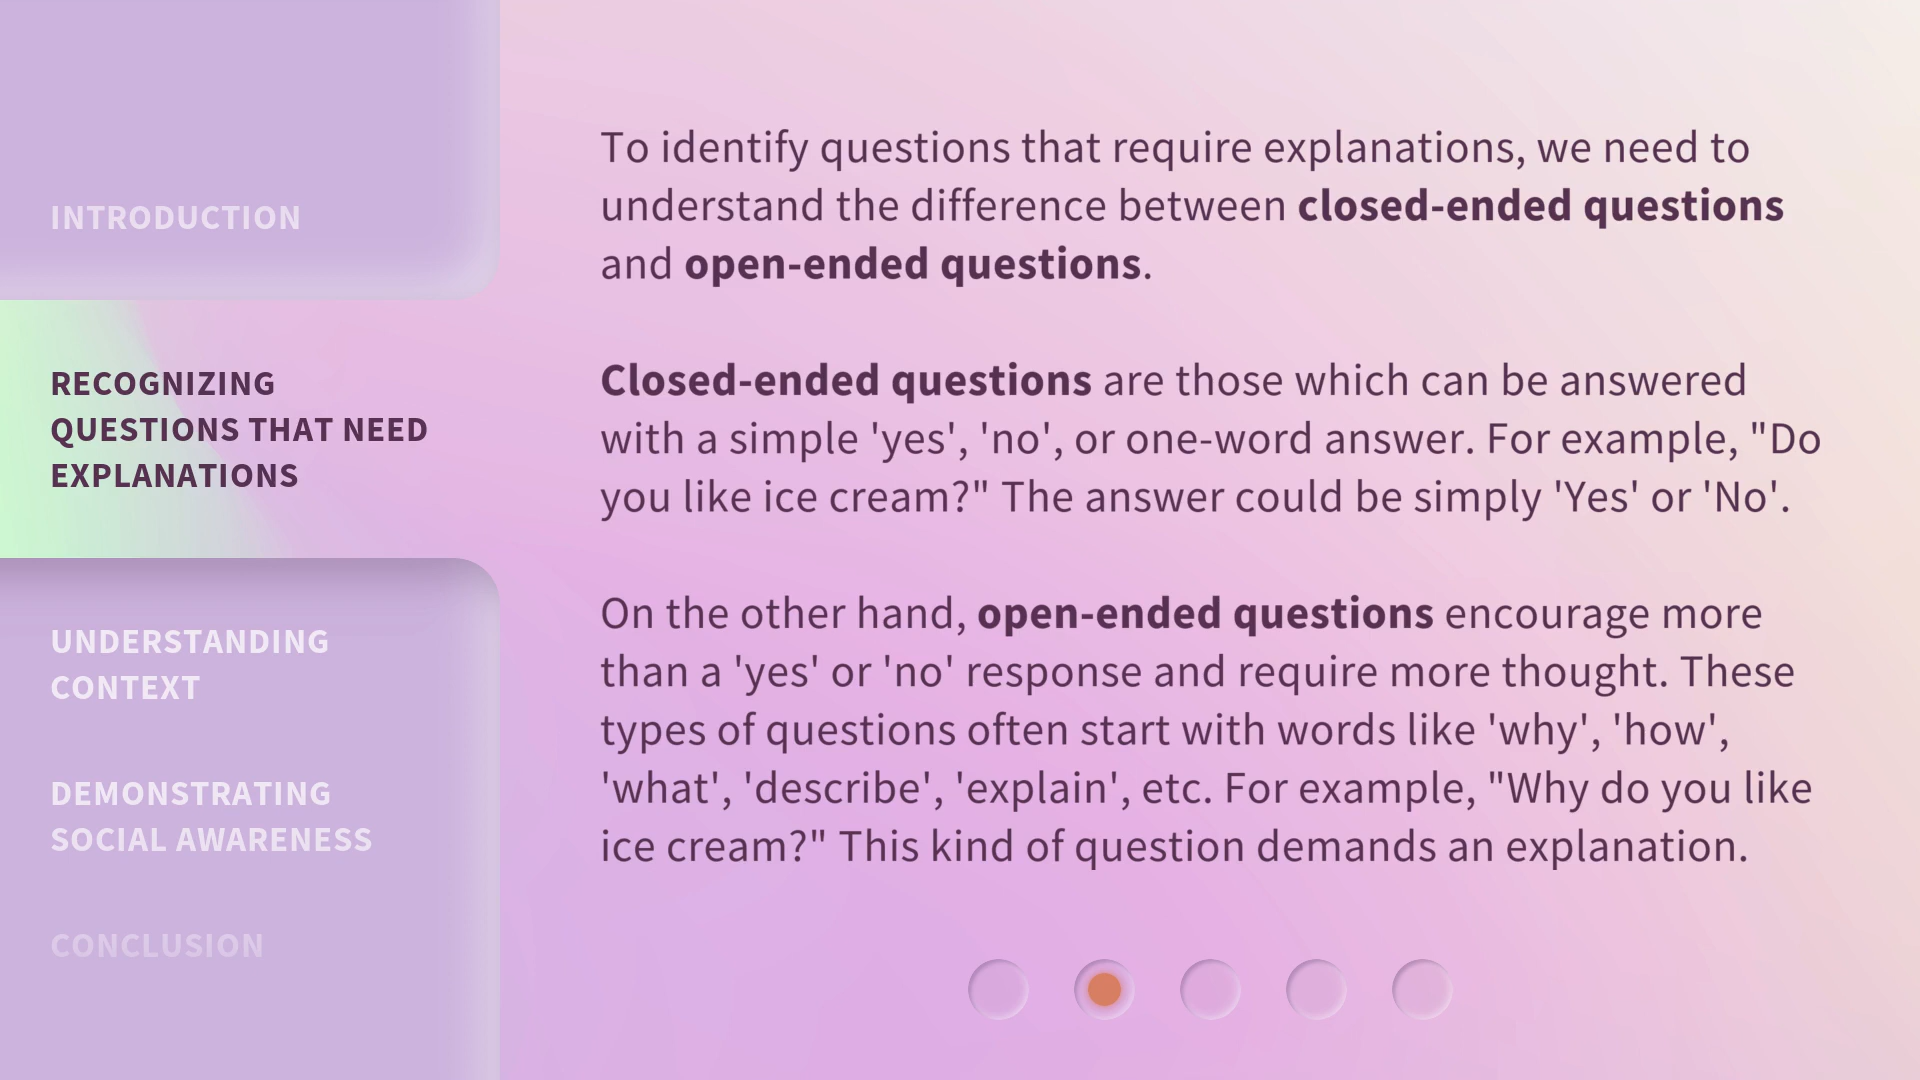 INTRODUCTION
RECOGNIZING
QUESTIONS THAT NEED
EXPLANATIONS
UNDERSTANDING
CONTEXT
DEMONSTRATING
SOCIAL AWARENESS
CONCLUSION
To identify questions that require explanations, we need to
understand the difference between closed-ended questions
and open-ended questions.
Closed-ended questions are those which can be answered
with a simple 'yes', 'no', or one-word answer. For example, "Do
you like ice cream?" The answer could be simply 'Yes' or 'No'.
On the other hand, open-ended questions encourage more
than a 'yes' or 'no' response and require more thought. These
types of questions often start with words like 'why', 'how',
'what', 'describe', 'explain', etc. For example, "Why do you like
ice cream?" This kind of question demands an explanation.